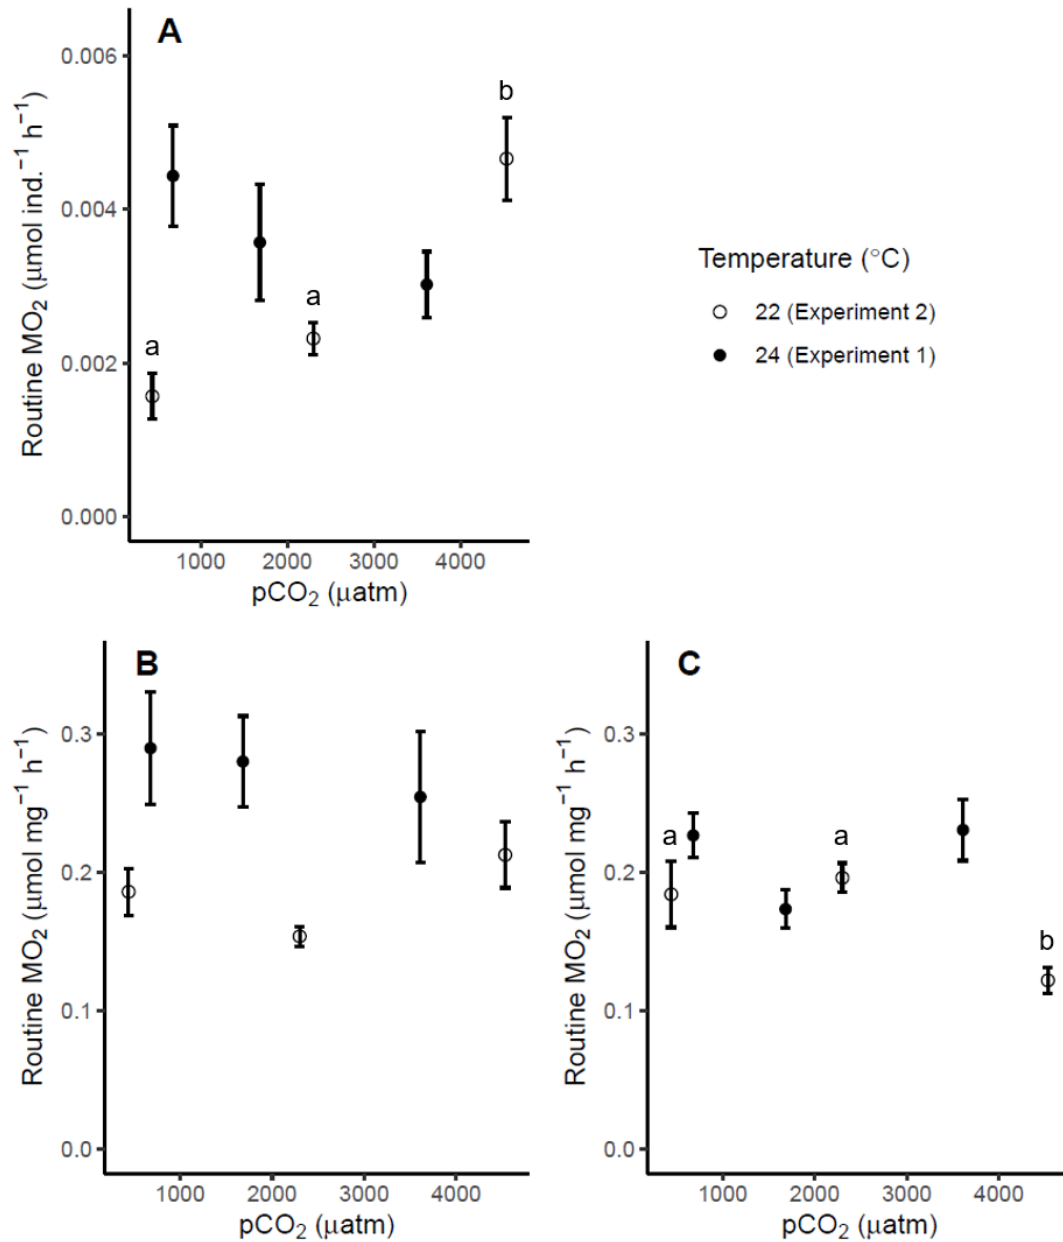 A
0.006
0.004
0.002
0.000
Routine MO₂ (μmol ind.⁻¹ h⁻¹)
a
a
b
1000 2000 3000 4000
pCO₂ (μatm)
Temperature (°C)
22 (Experiment 2)
24 (Experiment 1)
B
0.3
0.2
0.1
0.0
Routine MO₂ (μmol mg⁻¹ h⁻¹)
1000 2000 3000 4000
pCO₂ (μatm)
C
0.3
0.2
0.1
0.0
Routine MO₂ (μmol mg⁻¹ h⁻¹)
a
a
b
1000 2000 3000 4000
pCO₂ (μatm)